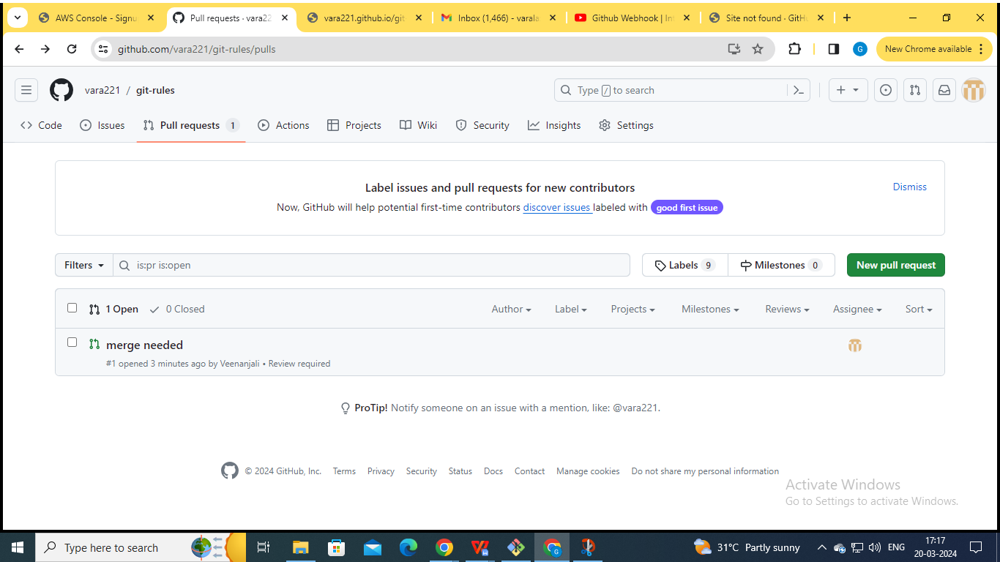 AWS Console - Signu
Pull requests · vara22
vara221.github.io/git
Inbox (1,466) - varala
Github Webhook | In
Site not found · GitHu
github.com/vara221/git-rules/pulls
G
New Chrome available
vara221 / git-rules
Type / to search
Code
Issues
Pull requests 1
Actions
Projects
Wiki
Security
Insights
Settings
Label issues and pull requests for new contributors
Dismiss
Now, GitHub will help potential first-time contributors discover issues labeled with good first issue
Filters
is:pr is:open
Labels 9
Milestones 0
New pull request
1 Open
0 Closed
Author
Label
Projects
Milestones
Reviews
Assignee
Sort
merge needed
#1 opened 3 minutes ago by Veenanjali • Review required
ProTip! Notify someone on an issue with a mention, like: @vara221.
© 2024 GitHub, Inc.
Terms
Privacy
Security
Status
Docs
Contact
Manage cookies
Do not share my personal information
Activate Windows
Go to Settings to activate Windows.
Type here to search
31°C Partly sunny
ENG
17:17
20-03-2024